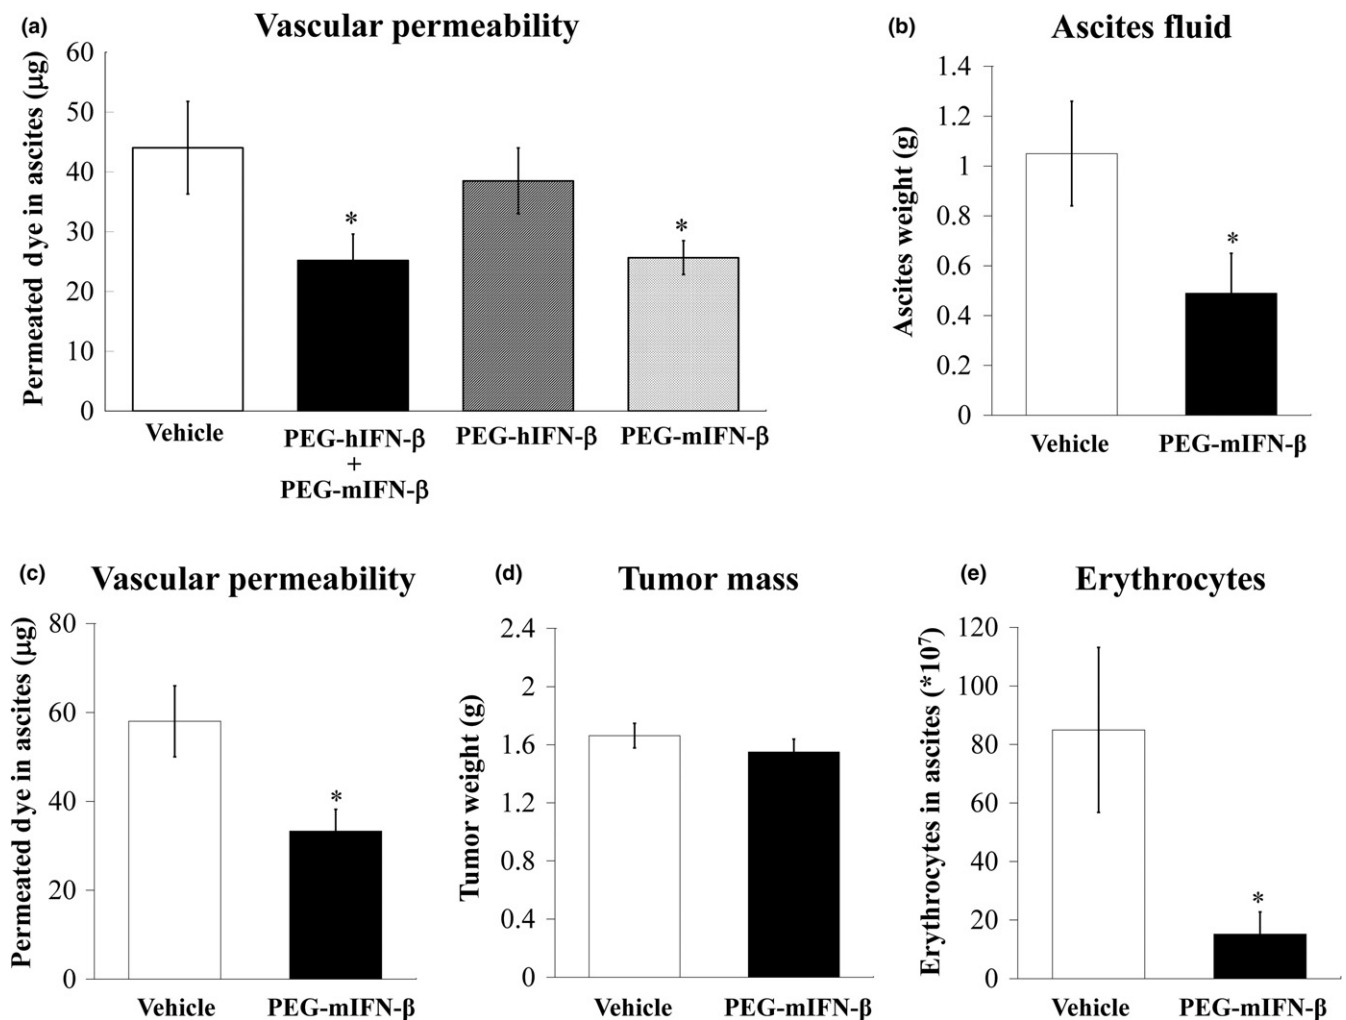 (a)
Vascular permeability
Permeated dye in ascites (µg)
60
50
40
30
20
10
0
*
*
Vehicle
PEG-hIFN-β
+
PEG-mIFN-β
PEG-hIFN-β
PEG-mIFN-β
(b)
Ascites fluid
Ascites weight (g)
1.4
1.2
1
0.8
0.6
0.4
0.2
0
*
Vehicle
PEG-mIFN-β
(c)
Vascular permeability
Permeated dye in ascites (µg)
80
60
40
20
0
*
Vehicle
PEG-mIFN-β
(d)
Tumor mass
Tumor weight (g)
2.4
2
1.6
1.2
0.8
0.4
0
Vehicle
PEG-mIFN-β
(e)
Erythrocytes
Erythrocytes in ascites (*10⁷)
120
100
80
60
40
20
0
*
Vehicle
PEG-mIFN-β